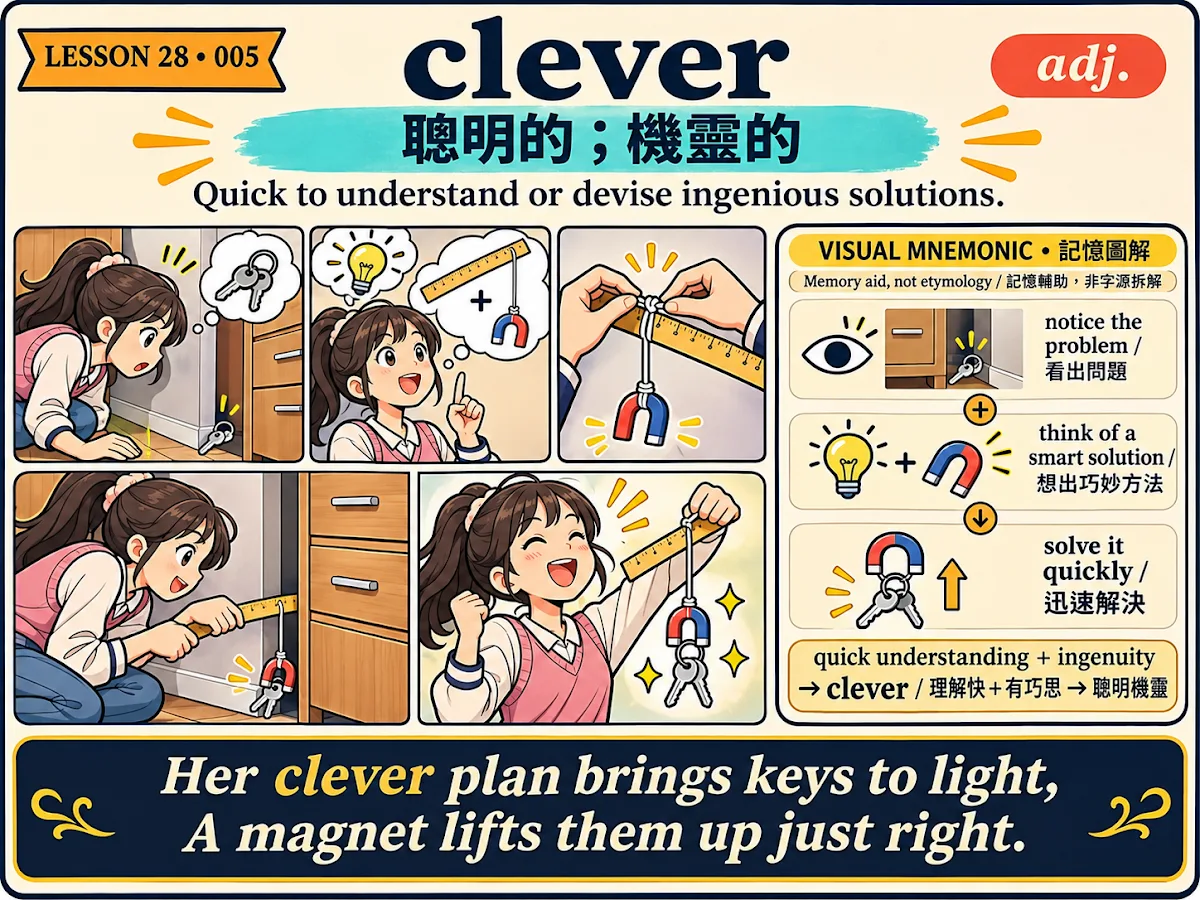 LESSON 28 • 005
clever
adj.
聰明的；機靈的
Quick to understand or devise ingenious solutions.
VISUAL MNEMONIC • 記憶圖解
Memory aid, not etymology / 記憶輔助，非字源拆解
notice the
problem /
看出問題
+
+
think of a
smart solution /
想出巧妙方法
+
solve it
quickly /
迅速解決
quick understanding + ingenuity
→ clever / 理解快＋有巧思 → 聰明機靈
Her clever plan brings keys to light,
A magnet lifts them up just right.